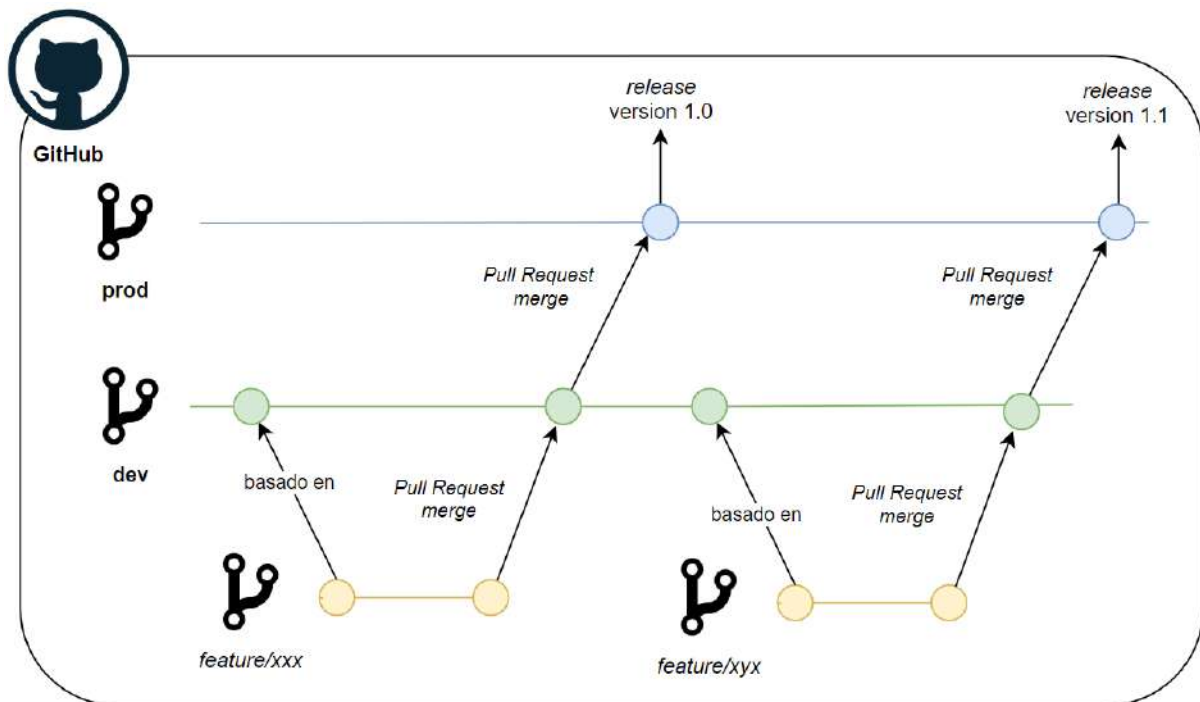 release
version 1.0
release
version 1.1
GitHub
prod
Pull Request
merge
Pull Request
merge
dev
basado en
Pull Request
merge
basado en
Pull Request
merge
feature/xxx
feature/xyx